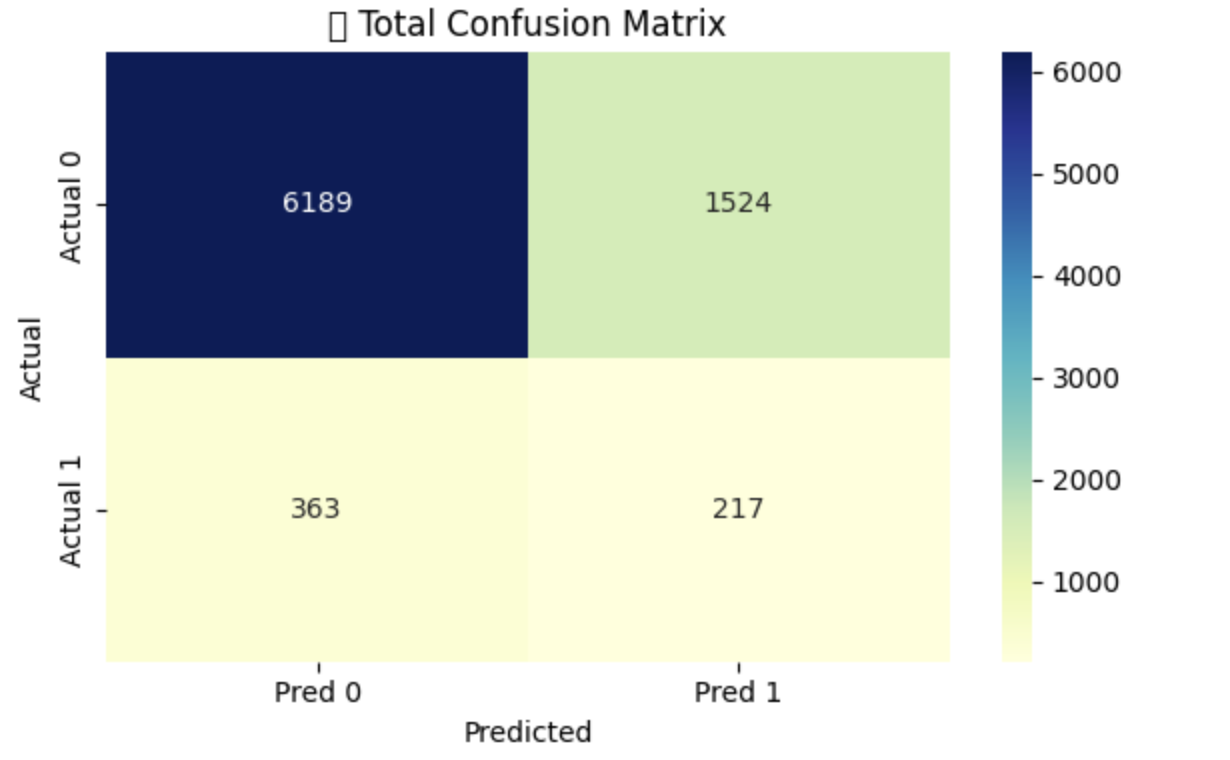 ▯ Total Confusion Matrix
6000
Actual 0
6189
1524
5000
4000
Actual
3000
Actual 1
363
217
2000
1000
Pred 0
Pred 1
Predicted